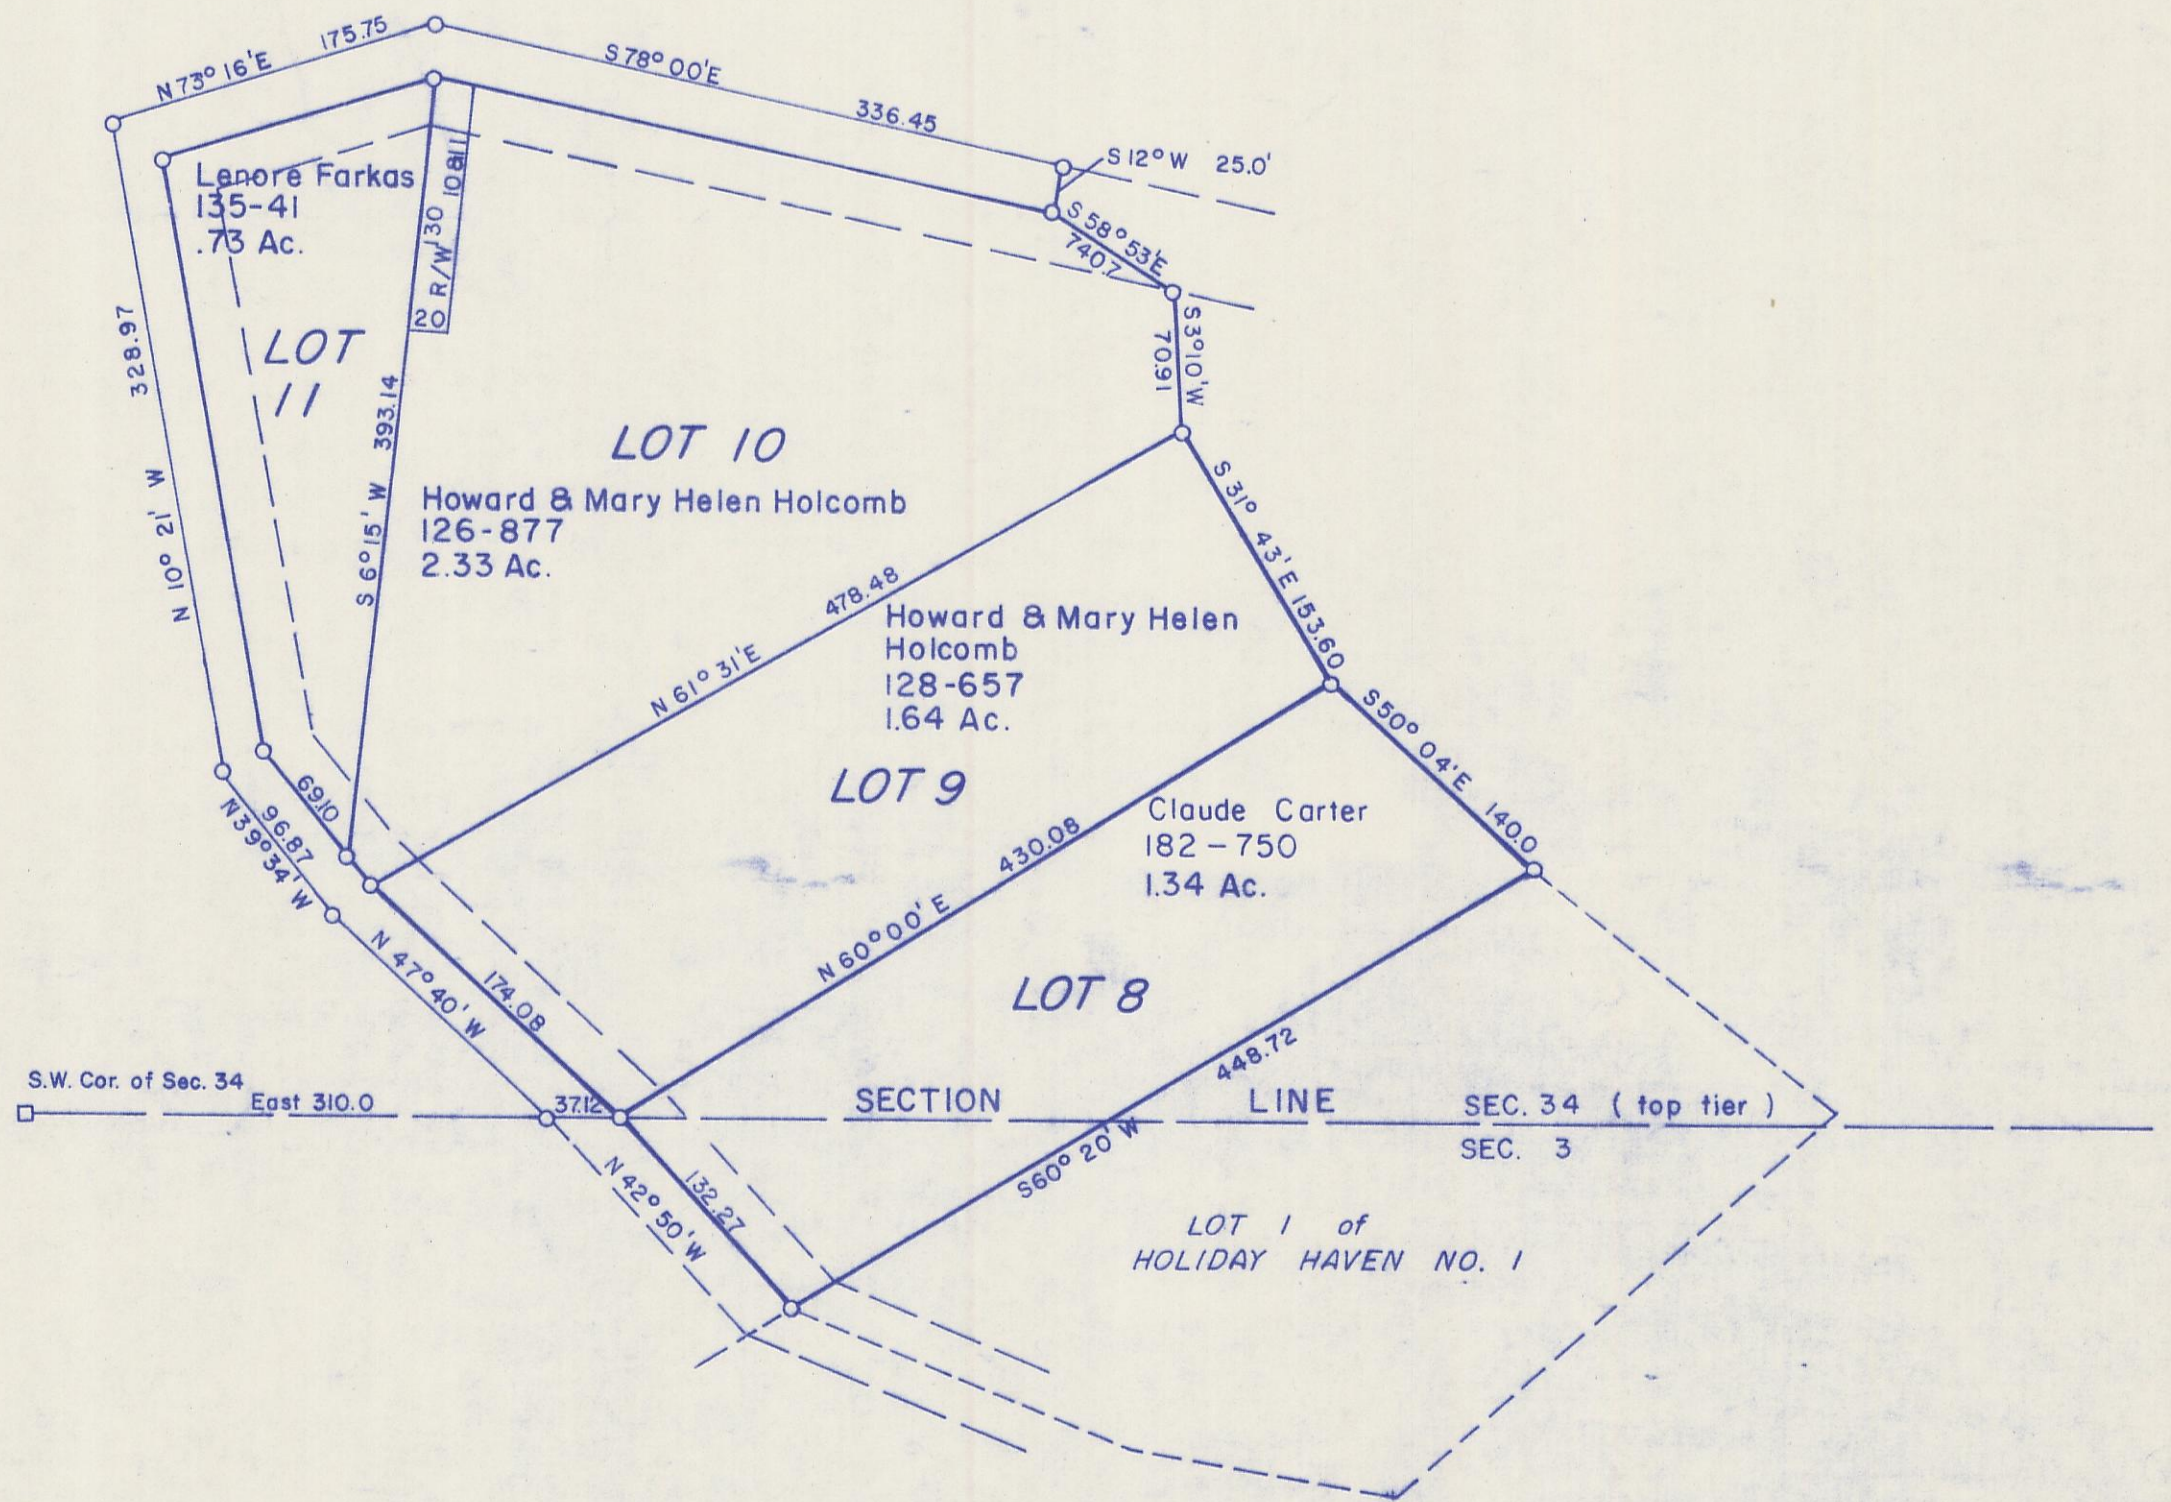 N 73° 16' E 175.75
S 78° 00' E 336.45
S 12° W 25.0'
S 58° 53' E
74.07
S 3° 10' W
70.91
Lenore Farkas
135-41
.73 Ac.
130 108.11
20 R/W
LOT
11
328.97
N 10° 21' W
S 6° 15' W 393.14
LOT 10
Howard & Mary Helen Holcomb
126-877
2.33 Ac.
S 31° 43' E 153.60
N 61° 31' E 478.48
Howard & Mary Helen
Holcomb
128-657
1.64 Ac.
LOT 9
69.10
96.87
N 39° 34' W
S 50° 04' E 140.0
Claude Carter
182-750
1.34 Ac.
N 60° 00' E 430.08
LOT 8
N 47° 40' W
174.08
448.72
S 60° 20' W
S.W. Cor. of Sec. 34
East 310.0
37.12
SECTION LINE
SEC. 34 ( top tier )
SEC. 3
N 42° 50' W
132.27
LOT 1 of
HOLIDAY HAVEN NO. 1